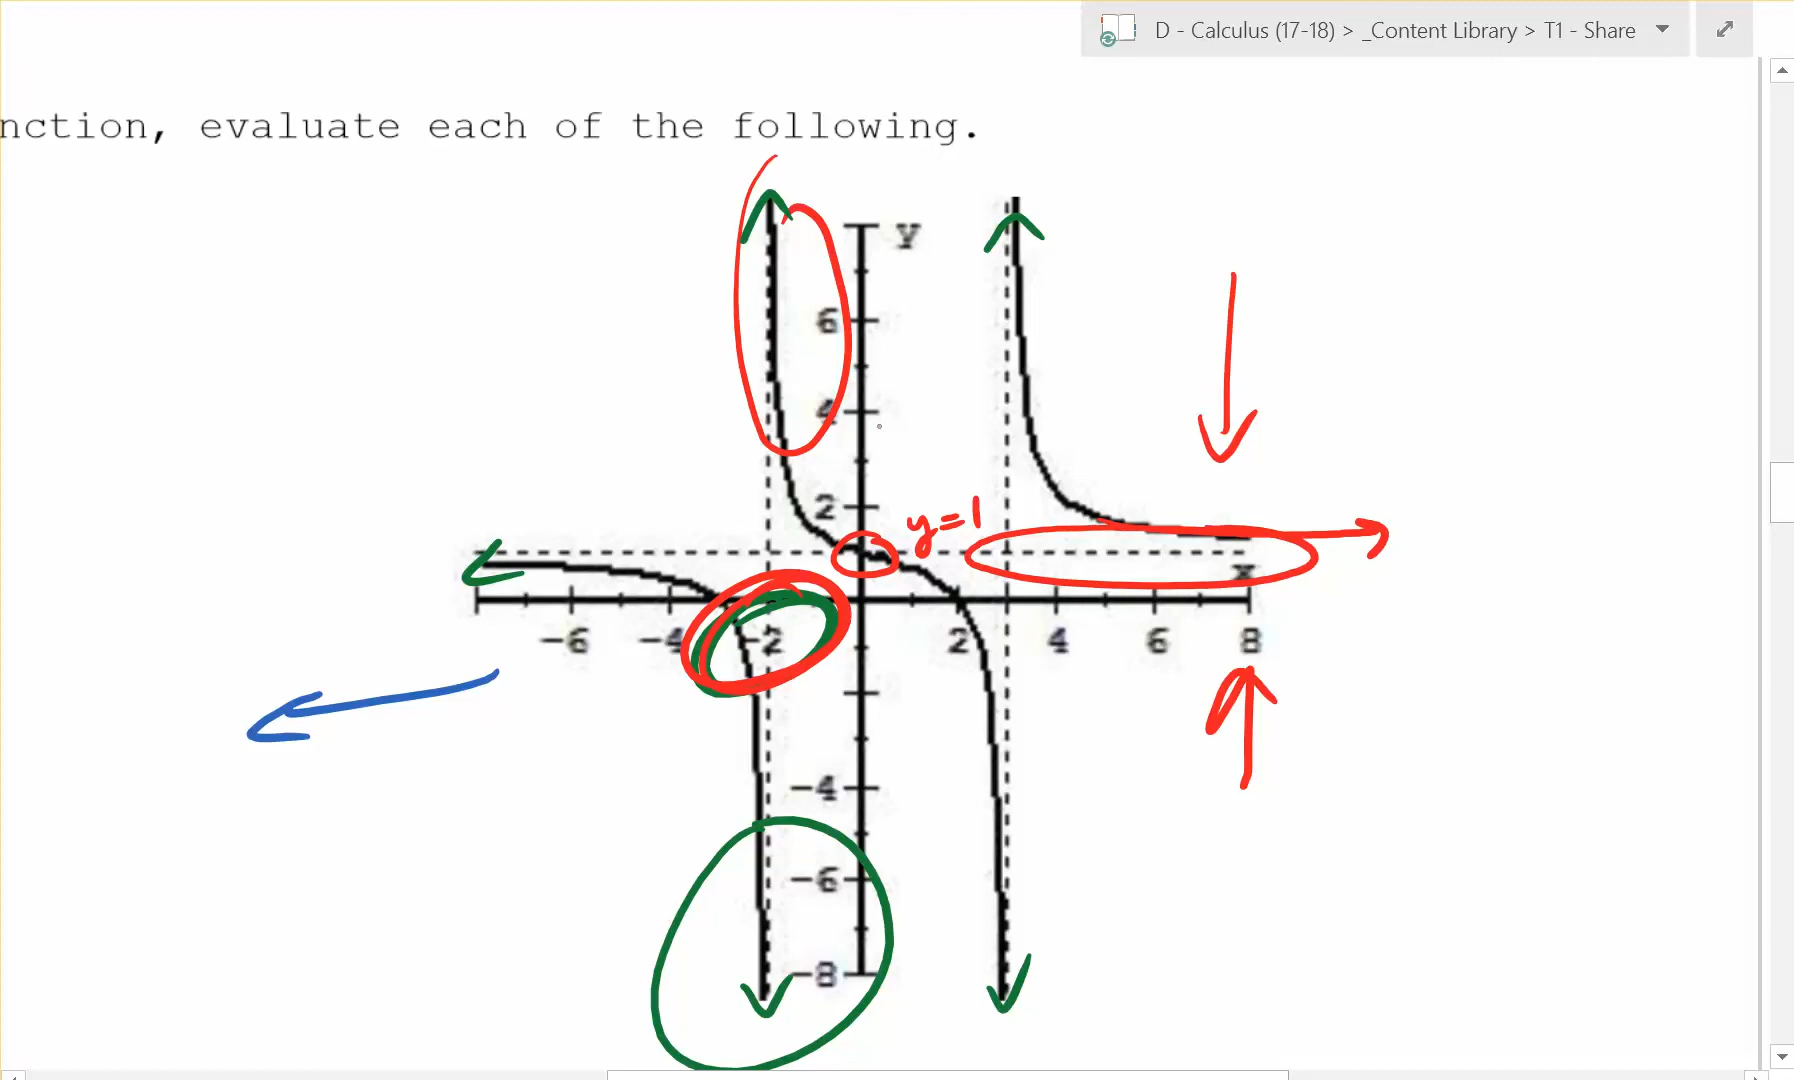 D - Calculus (17-18) > _Content Library > T1 - Share
nction, evaluate each of the following.
y
6
4
2
y=1
x
-6 -4 -2 2 4 6 8
-4
-6
-8